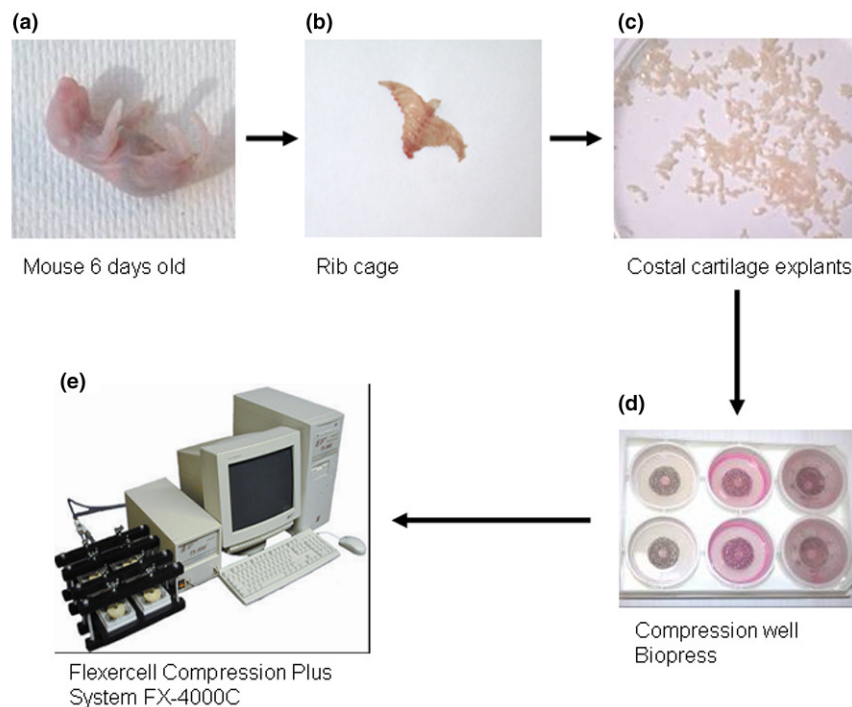 (a)
(b)
(c)
Mouse 6 days old
Rib cage
Costal cartilage explants
(e)
(d)
Compression well
Biopress
Flexercell Compression Plus
System FX-4000C